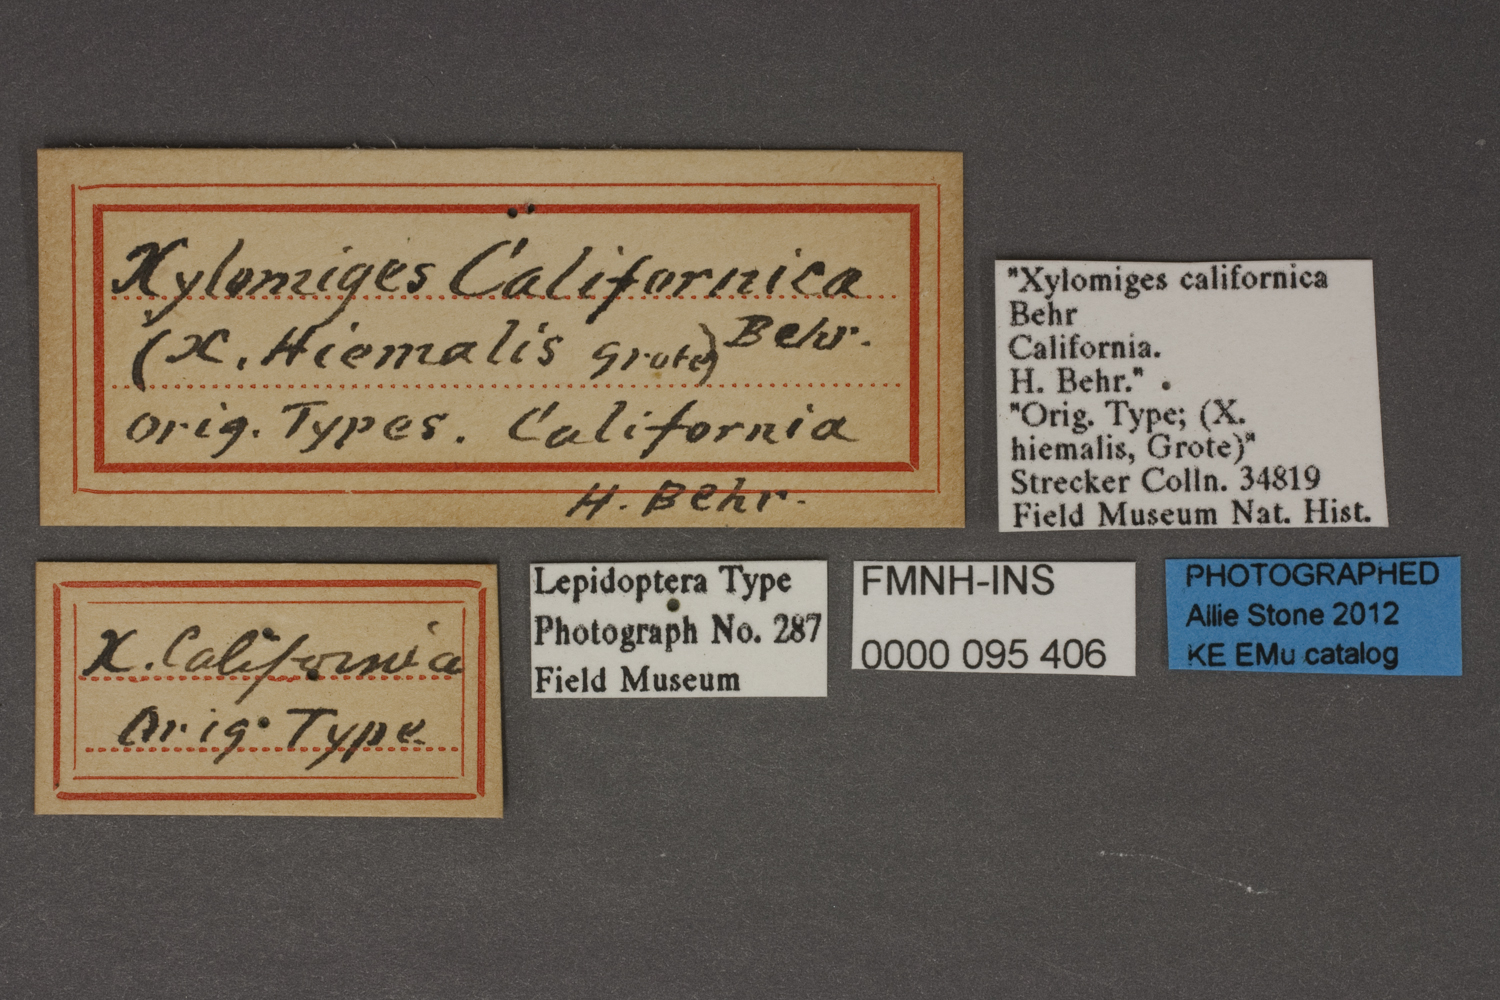 Xylomiges Californica
(X. Hiemalis Grote) Behr.
Orig. Types. California
H. Behr.
"Xylomiges californica
Behr
California.
H. Behr."
"Orig. Type; (X.
hiemalis, Grote)"
Strecker Colln. 34819
Field Museum Nat. Hist.
X. Californica
Orig. Type
Lepidoptera Type
Photograph No. 287
Field Museum
FMNH-INS
0000 095 406
PHOTOGRAPHED
Allie Stone 2012
KE EMu catalog